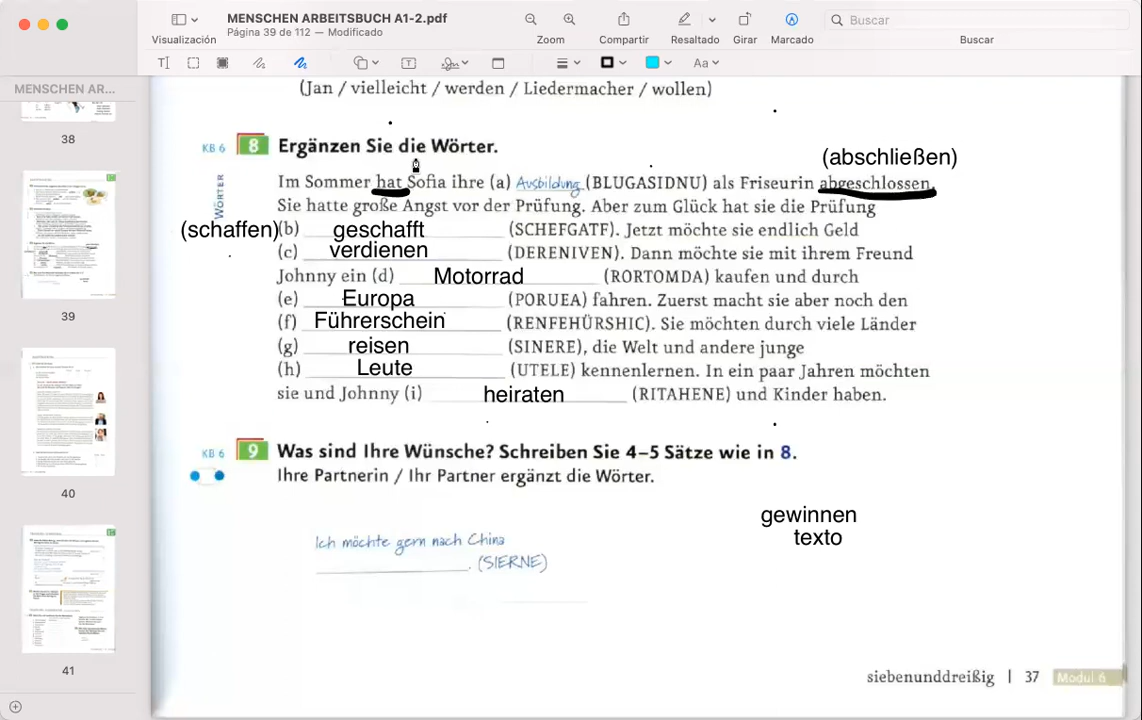 MENSCHEN ARBEITSBUCH A1-2.pdf
Página 39 de 112 — Modificado
Visualización
Zoom
Compartir
Resaltado
Girar
Marcado
Buscar
Buscar
Aa
MENSCHEN AR...
38
39
40
41
(Jan / vielleicht / werden / Liedermacher / wollen)
KB 6 8 Ergänzen Sie die Wörter.
WÖRTER
(abschließen)
Im Sommer hat Sofia ihre (a) Ausbildung (BLUGASIDNU) als Friseurin abgeschlossen.
Sie hatte große Angst vor der Prüfung. Aber zum Glück hat sie die Prüfung
(schaffen)(b) geschafft (SCHEFGATF). Jetzt möchte sie endlich Geld
(c) verdienen (DERENIVEN). Dann möchte sie mit ihrem Freund
Johnny ein (d) Motorrad (RORTOMDA) kaufen und durch
(e) Europa (PORUEA) fahren. Zuerst macht sie aber noch den
(f) Führerschein (RENFEHÜRSHIC). Sie möchten durch viele Länder
(g) reisen (SINERE), die Welt und andere junge
(h) Leute (UTELE) kennenlernen. In ein paar Jahren möchten
sie und Johnny (i) heiraten (RITAHENE) und Kinder haben.
KB 6 9 Was sind Ihre Wünsche? Schreiben Sie 4–5 Sätze wie in 8.
Ihre Partnerin / Ihr Partner ergänzt die Wörter.
gewinnen
texto
Ich möchte gern nach China
________. (SIERNE)
siebenunddreißig | 37 Modul 6